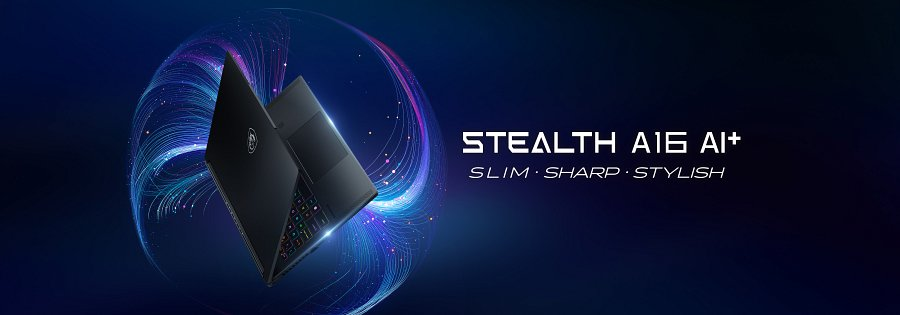 STEALTH A16 AI+
SLIM · SHARP · STYLISH